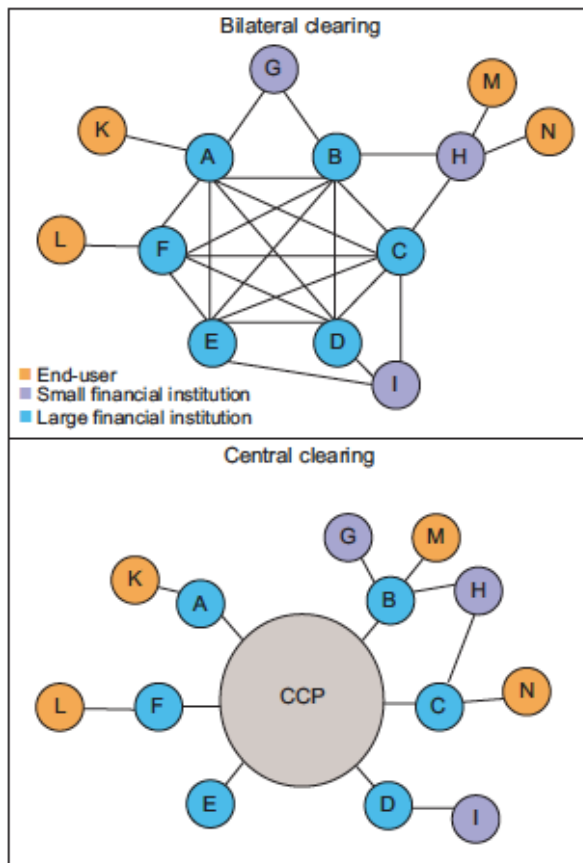 Bilateral clearing
G
M
K
N
A
B
H
L
F
C
E
D
I
End-user
Small financial institution
Large financial institution
Central clearing
G
M
K
B
H
A
CCP
L
F
C
N
E
D
I